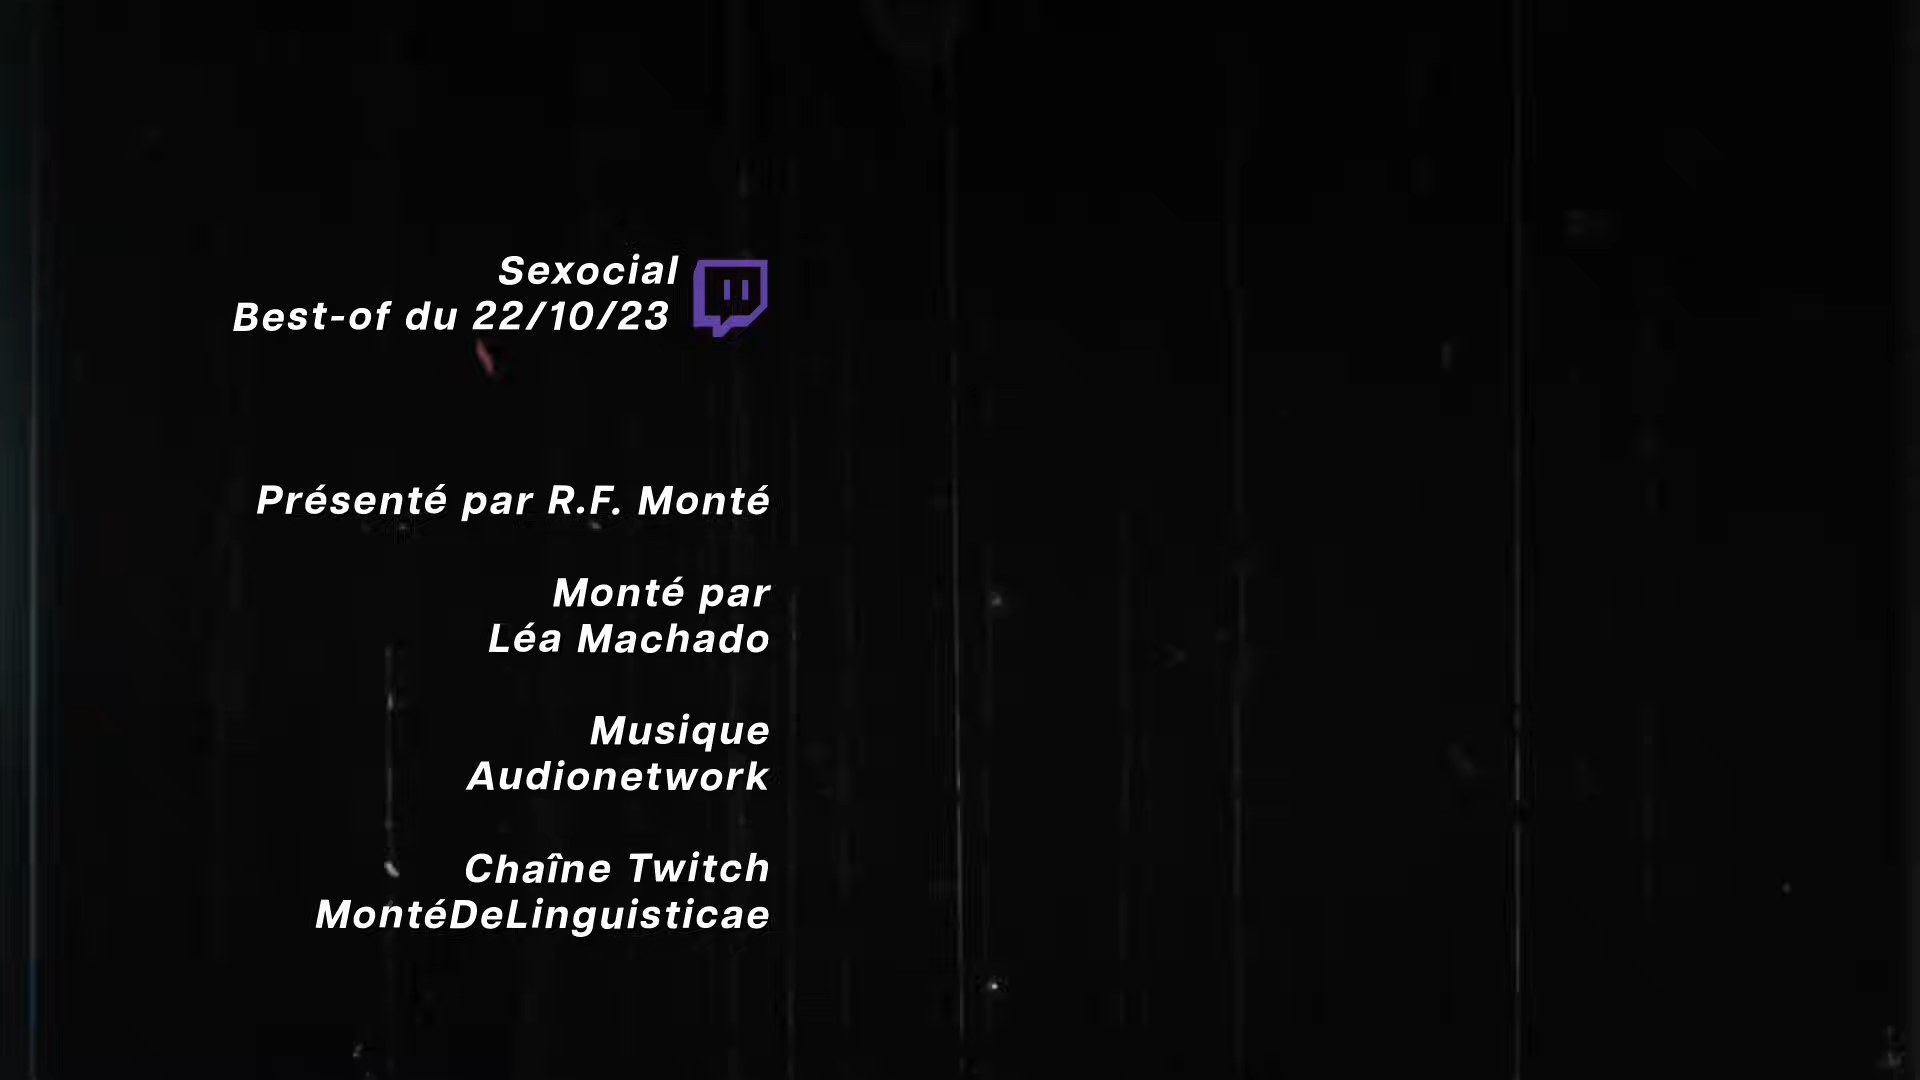 Sexocial
Best-of du 22/10/23
Présenté par R.F. Monté
Monté par
Léa Machado
Musique
Audionetwork
Chaîne Twitch
MontéDeLinguisticae